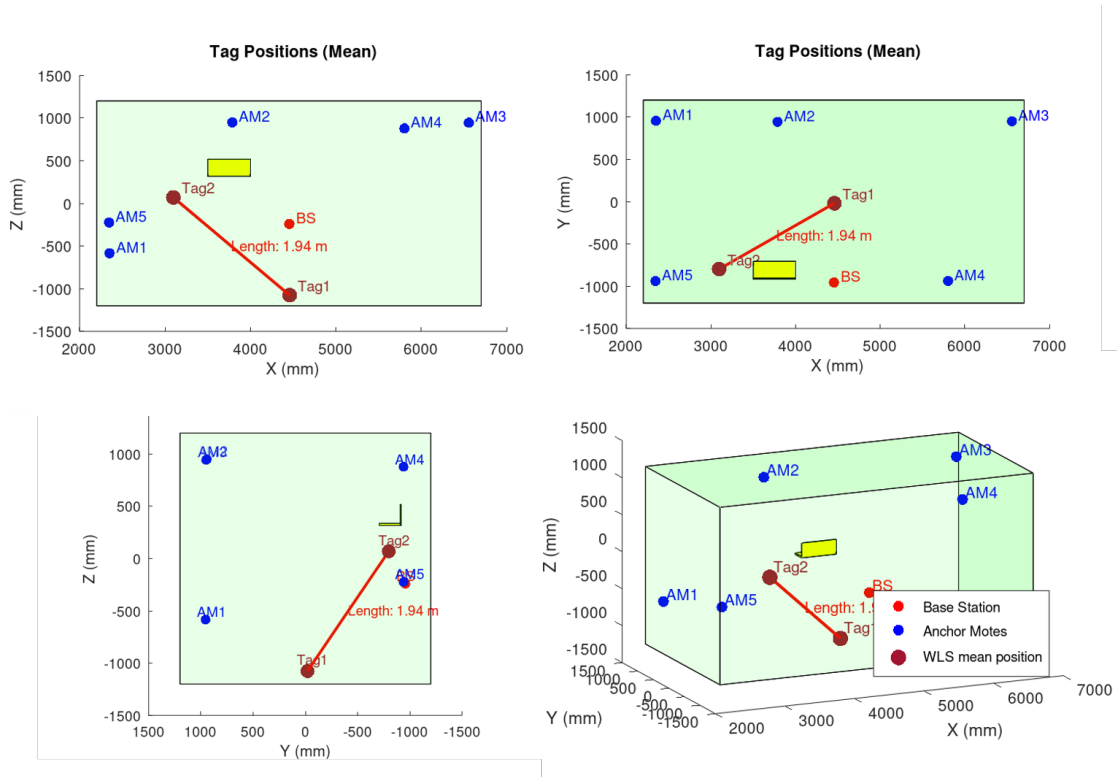 Tag Positions (Mean)
1500
1000
500
0
-500
-1000
-1500
Z (mm)
2000 3000 4000 5000 6000 7000
X (mm)
AM2
AM4
AM3
Tag2
AM5
BS
AM1
Length: 1.94 m
Tag1
Tag Positions (Mean)
1500
1000
500
0
-500
-1000
-1500
Y (mm)
2000 3000 4000 5000 6000 7000
X (mm)
AM1
AM2
AM3
Tag1
Length: 1.94 m
Tag2
AM5
BS
AM4
1000
500
0
-500
-1000
-1500
Z (mm)
1500 1000 500 0 -500 -1000 -1500
Y (mm)
AM4
Tag2
AM5
AM1
Length: 1.94 m
Tag1
1500
1000
500
0
-500
-1000
-1500
Z (mm)
1500
1000
500
0
-500
-1000
-1500
Y (mm)
2000 3000 4000 5000 6000 7000
X (mm)
AM3
AM2
AM4
Tag2
BS
AM1
AM5
Base Station
Anchor Motes
WLS mean position